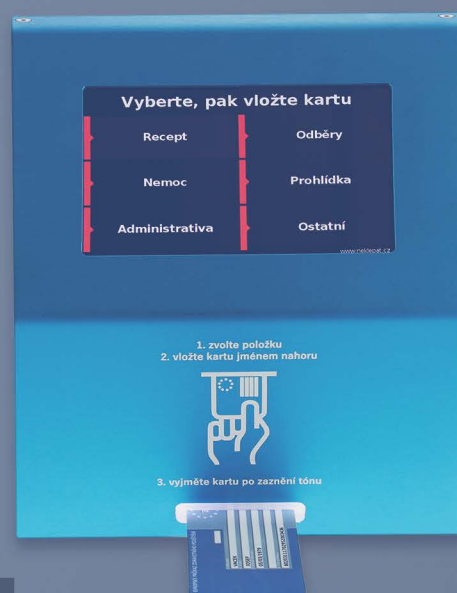 Vyberte, pak vložte kartu
Recept
Odběry
Nemoc
Prohlídka
Administrativa
Ostatní
www.neklepat.cz
1. zvolte položku
2. vložte kartu jménem nahoru
3. vyjměte kartu po zaznění tónu